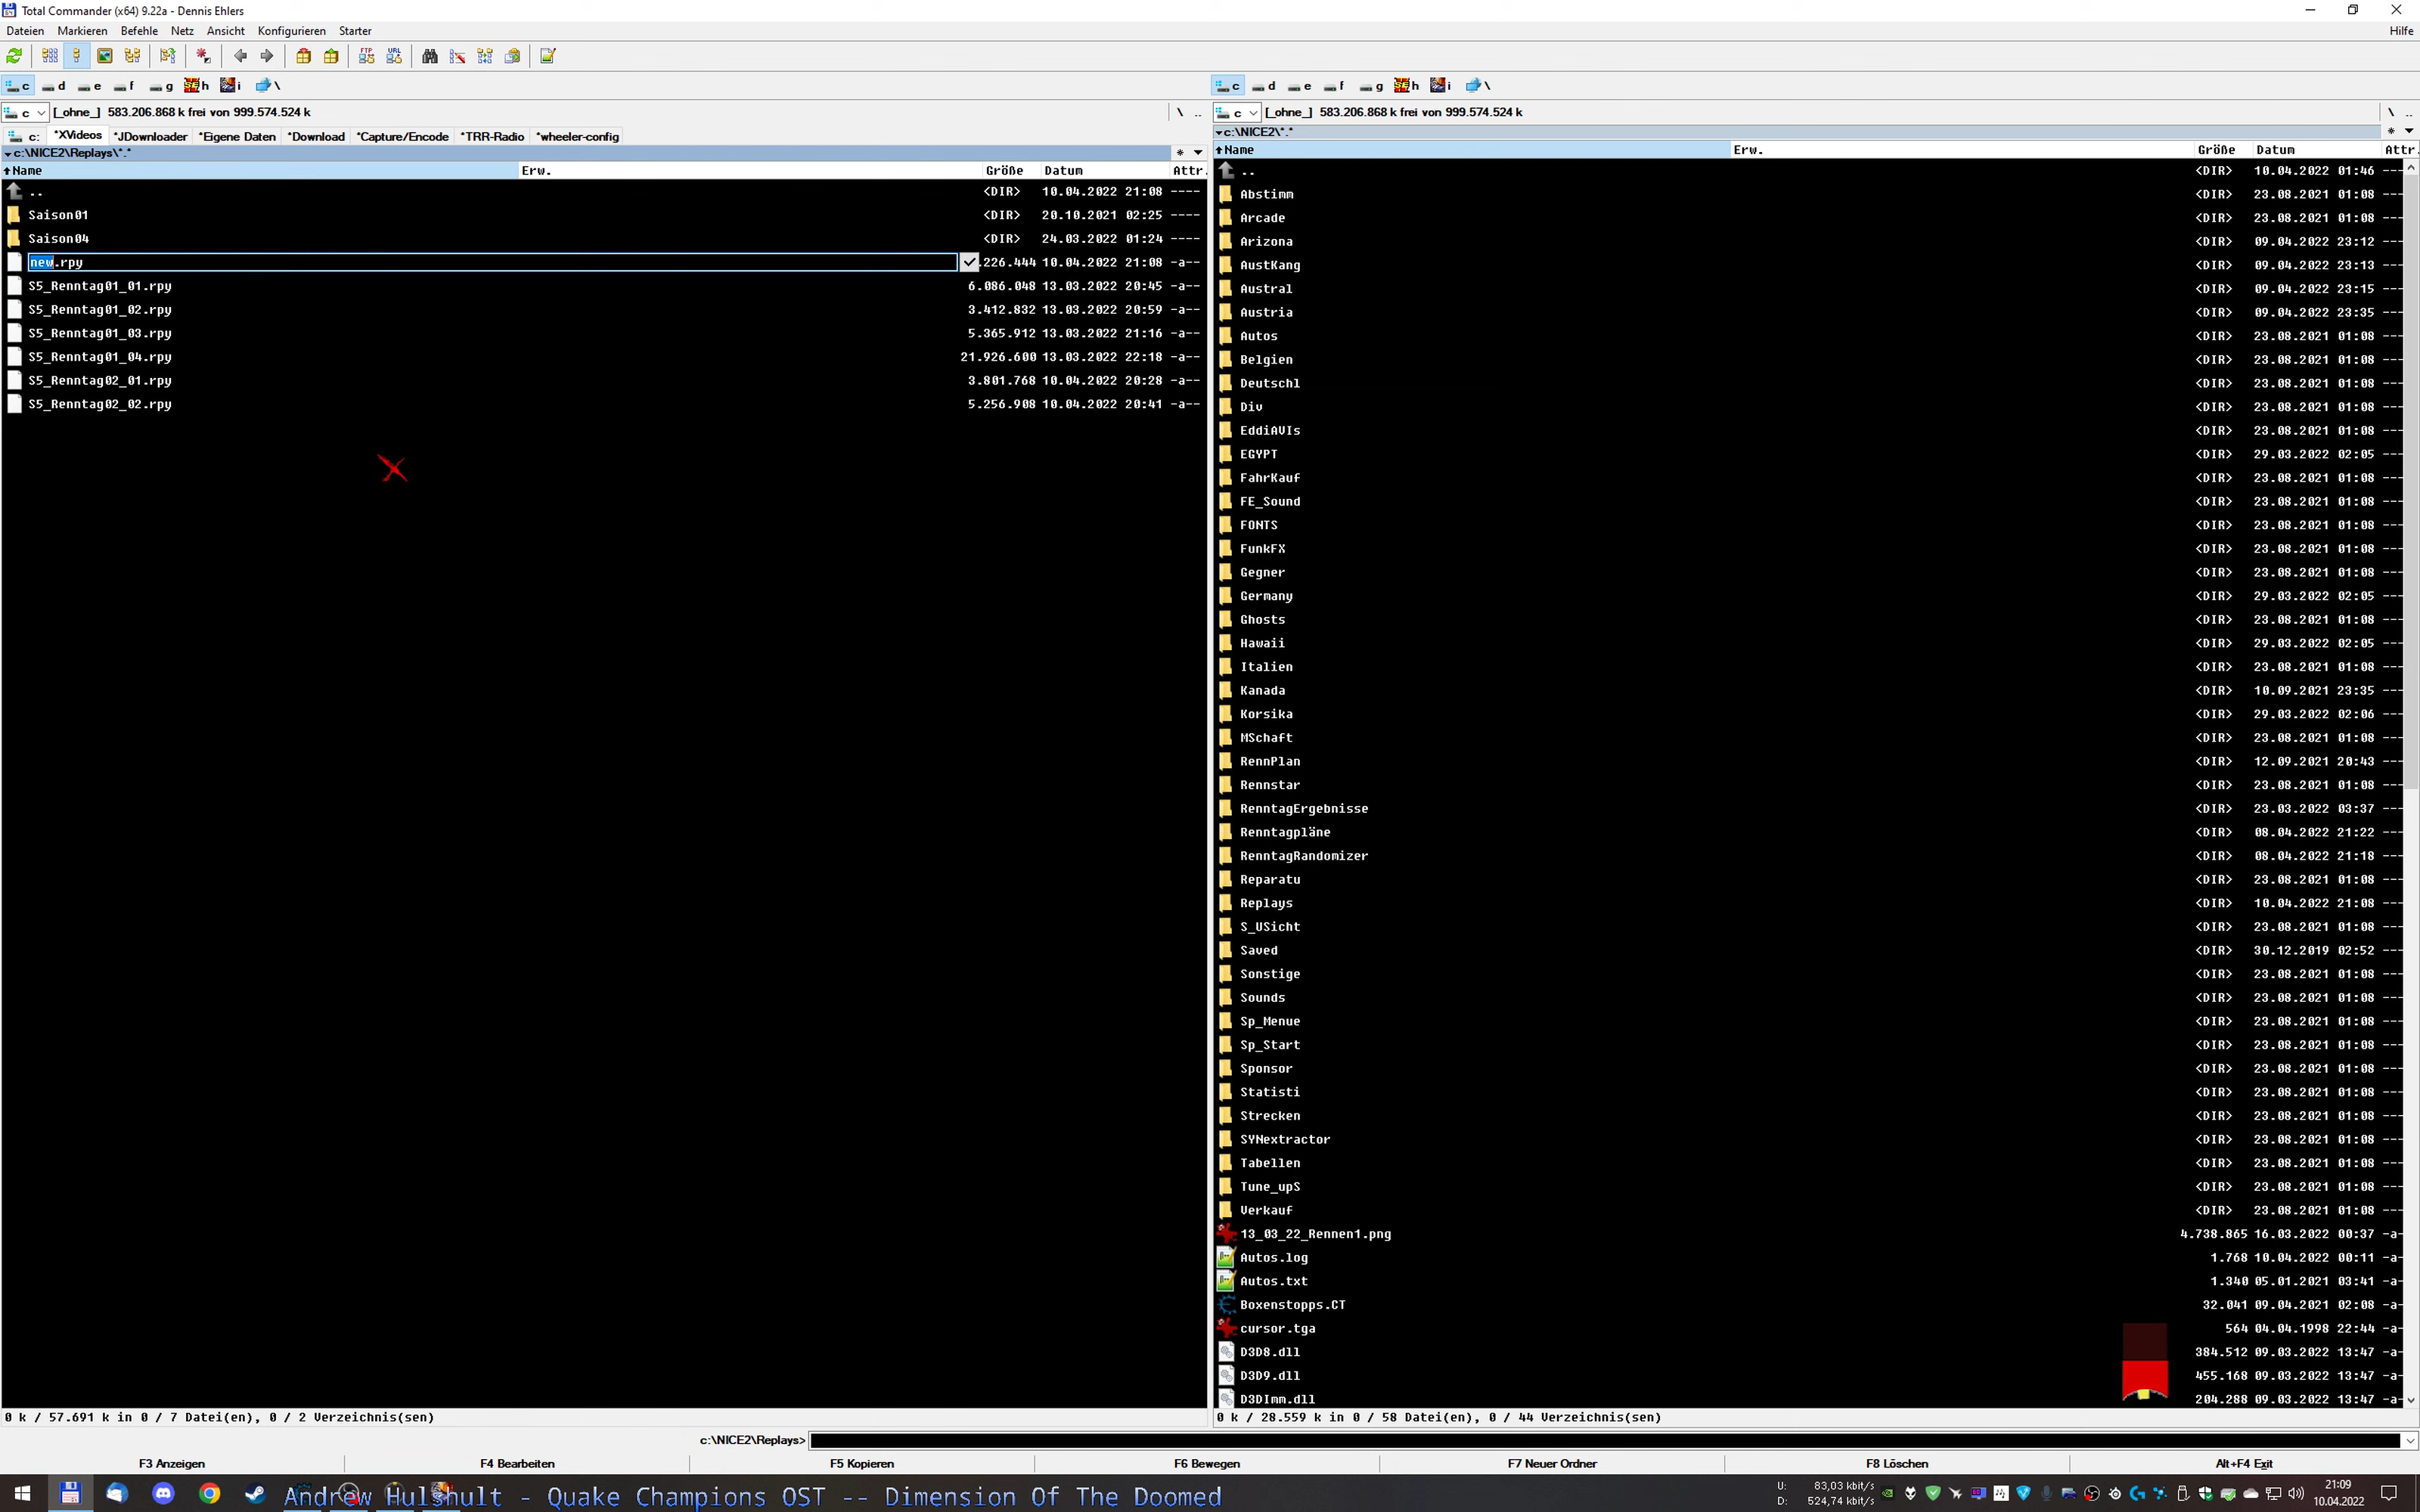 Total Commander (x64) 9.22a - Dennis Ehlers
Dateien Markieren Befehle Netz Ansicht Konfigurieren Starter Hilfe
FTP URL
c d e f g h i \
c d e f g h i \
c [_ohne_] 583.206.868 k frei von 999.574.524 k \ ..
c [_ohne_] 583.206.868 k frei von 999.574.524 k \ ..
c: *XVideos *JDownloader *Eigene Daten *Download *Capture/Encode *TRR-Radio *wheeler-config
c:\NICE2\Replays\*.*
Name Erw. Größe Datum Attr.
.. <DIR> 10.04.2022 21:08 ----
Saison01 <DIR> 20.10.2021 02:25 ----
Saison04 <DIR> 24.03.2022 01:24 ----
new.rpy .226.444 10.04.2022 21:08 -a--
S5_Renntag01_01.rpy 6.086.048 13.03.2022 20:45 -a--
S5_Renntag01_02.rpy 3.412.832 13.03.2022 20:59 -a--
S5_Renntag01_03.rpy 5.365.912 13.03.2022 21:16 -a--
S5_Renntag01_04.rpy 21.926.600 13.03.2022 22:18 -a--
S5_Renntag02_01.rpy 3.801.768 10.04.2022 20:28 -a--
S5_Renntag02_02.rpy 5.256.908 10.04.2022 20:41 -a--
0 k / 57.691 k in 0 / 7 Datei(en), 0 / 2 Verzeichnis(sen)
c:\NICE2\*.*
Name Erw. Größe Datum Attr.
.. <DIR> 10.04.2022 01:46 ---
Abstimm <DIR> 23.08.2021 01:08 ---
Arcade <DIR> 23.08.2021 01:08 ---
Arizona <DIR> 09.04.2022 23:12 ---
AustKang <DIR> 09.04.2022 23:13 ---
Austral <DIR> 09.04.2022 23:15 ---
Austria <DIR> 09.04.2022 23:35 ---
Autos <DIR> 23.08.2021 01:08 ---
Belgien <DIR> 23.08.2021 01:08 ---
Deutschl <DIR> 23.08.2021 01:08 ---
Div <DIR> 23.08.2021 01:08 ---
EddiAVIs <DIR> 23.08.2021 01:08 ---
EGYPT <DIR> 29.03.2022 02:05 ---
FahrKauf <DIR> 23.08.2021 01:08 ---
FE_Sound <DIR> 23.08.2021 01:08 ---
FONTS <DIR> 23.08.2021 01:08 ---
FunkFX <DIR> 23.08.2021 01:08 ---
Gegner <DIR> 23.08.2021 01:08 ---
Germany <DIR> 29.03.2022 02:05 ---
Ghosts <DIR> 23.08.2021 01:08 ---
Hawaii <DIR> 29.03.2022 02:05 ---
Italien <DIR> 23.08.2021 01:08 ---
Kanada <DIR> 10.09.2021 23:35 ---
Korsika <DIR> 29.03.2022 02:06 ---
MSchaft <DIR> 23.08.2021 01:08 ---
RennPlan <DIR> 12.09.2021 20:43 ---
Rennstar <DIR> 23.08.2021 01:08 ---
RenntagErgebnisse <DIR> 23.03.2022 03:37 ---
Renntagpläne <DIR> 08.04.2022 21:22 ---
RenntagRandomizer <DIR> 08.04.2022 21:18 ---
Reparatu <DIR> 23.08.2021 01:08 ---
Replays <DIR> 10.04.2022 21:08 ---
S_USicht <DIR> 23.08.2021 01:08 ---
Saved <DIR> 30.12.2019 02:52 ---
Sonstige <DIR> 23.08.2021 01:08 ---
Sounds <DIR> 23.08.2021 01:08 ---
Sp_Menue <DIR> 23.08.2021 01:08 ---
Sp_Start <DIR> 23.08.2021 01:08 ---
Sponsor <DIR> 23.08.2021 01:08 ---
Statisti <DIR> 23.08.2021 01:08 ---
Strecken <DIR> 23.08.2021 01:08 ---
SYNextractor <DIR> 23.08.2021 01:08 ---
Tabellen <DIR> 23.08.2021 01:08 ---
Tune_upS <DIR> 23.08.2021 01:08 ---
Verkauf <DIR> 23.08.2021 01:08 ---
13_03_22_Rennen1.png 4.738.865 16.03.2022 00:37 -a-
Autos.log 1.768 10.04.2022 00:11 -a-
Autos.txt 1.340 05.01.2021 03:41 -a-
Boxenstopps.CT 32.041 09.04.2021 02:08 -a-
cursor.tga 564 04.04.1998 22:44 -a-
D3D8.dll 384.512 09.03.2022 13:47 -a-
D3D9.dll 455.168 09.03.2022 13:47 -a-
D3DImm.dll 204.288 09.03.2022 13:47 -a-
0 k / 28.559 k in 0 / 58 Datei(en), 0 / 44 Verzeichnis(sen)
c:\NICE2\Replays>
F3 Anzeigen F4 Bearbeiten F5 Kopieren F6 Bewegen F7 Neuer Ordner F8 Löschen Alt+F4 Exit
Andrew Hulshult - Quake Champions OST -- Dimension Of The Doomed
U: 83,03 kbit/s
D: 524,74 kbit/s
21:09
10.04.2022